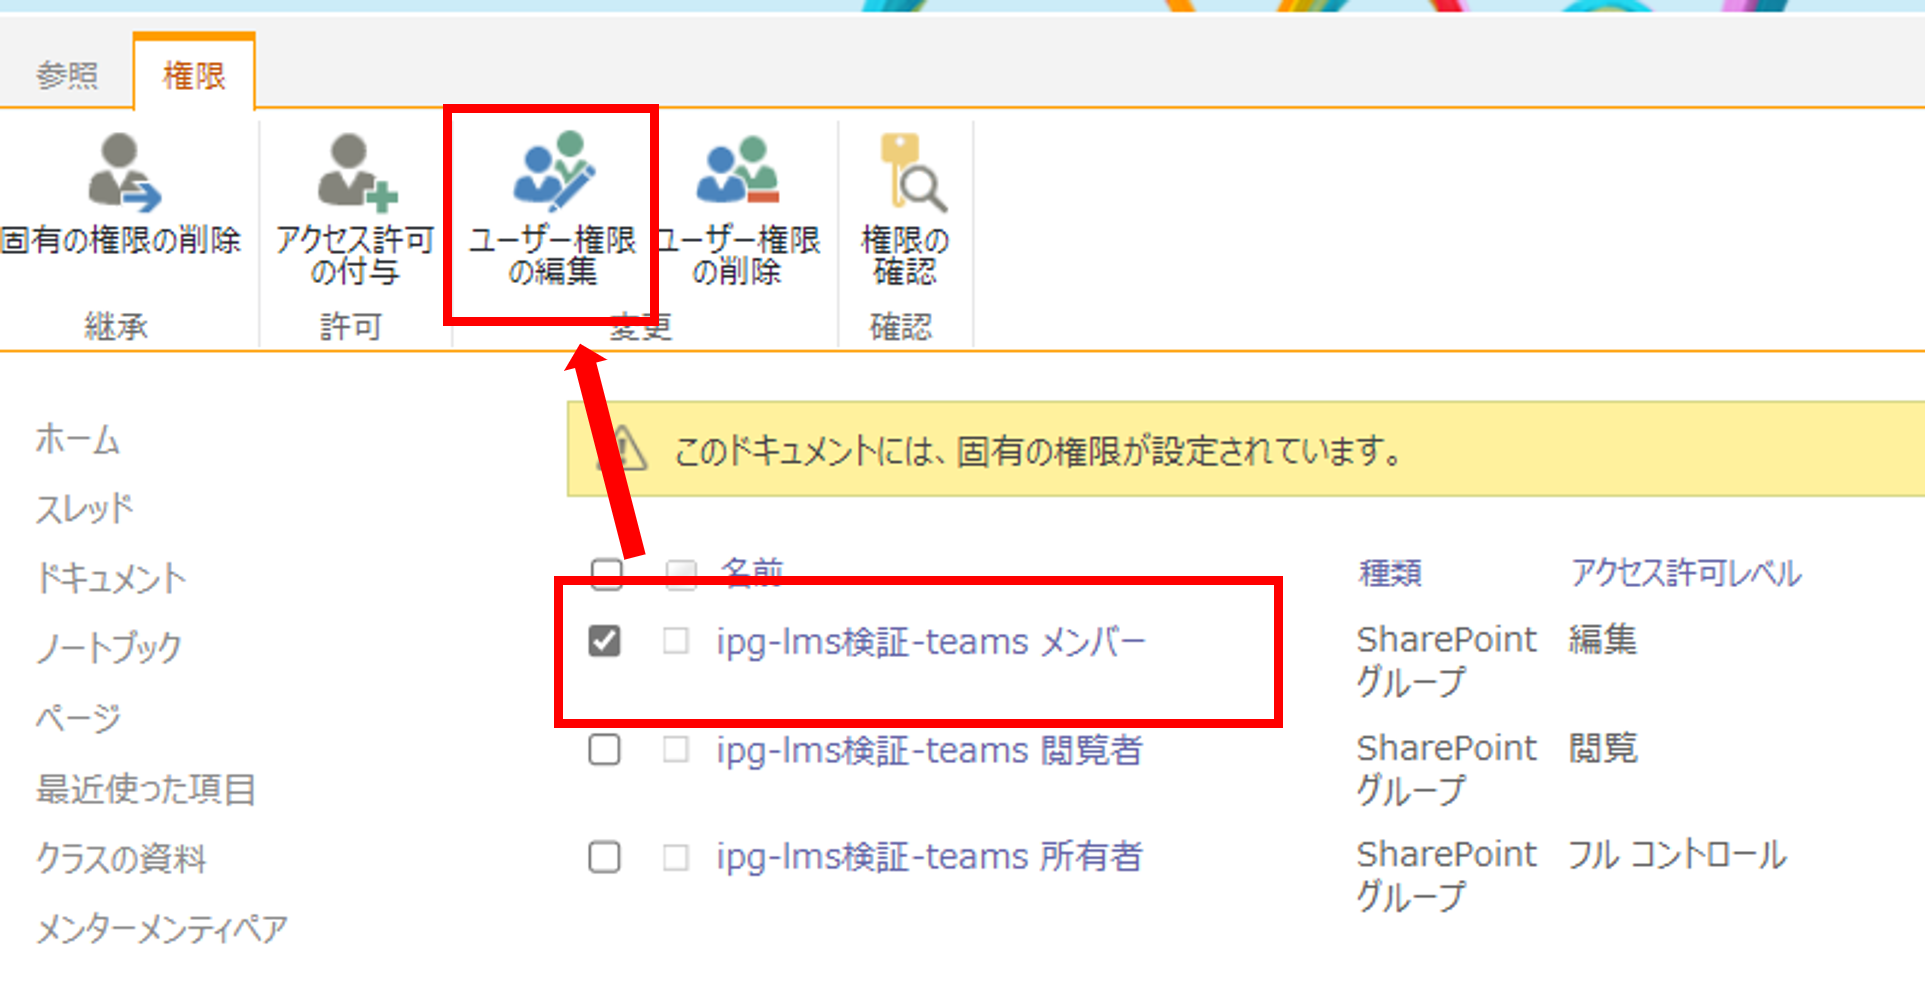 参照
権限
固有の権限の削除
アクセス許可
の付与
ユーザー権限
の編集
ユーザー権限
の削除
権限の
確認
継承
許可
変更
確認
ホーム
スレッド
ドキュメント
ノートブック
ページ
最近使った項目
クラスの資料
メンターメンティペア
このドキュメントには、固有の権限が設定されています。
名前 種類 アクセス許可レベル
ipg-lms検証-teams メンバー SharePoint 編集
グループ
ipg-lms検証-teams 閲覧者 SharePoint 閲覧
グループ
ipg-lms検証-teams 所有者 SharePoint フル コントロール
グループ